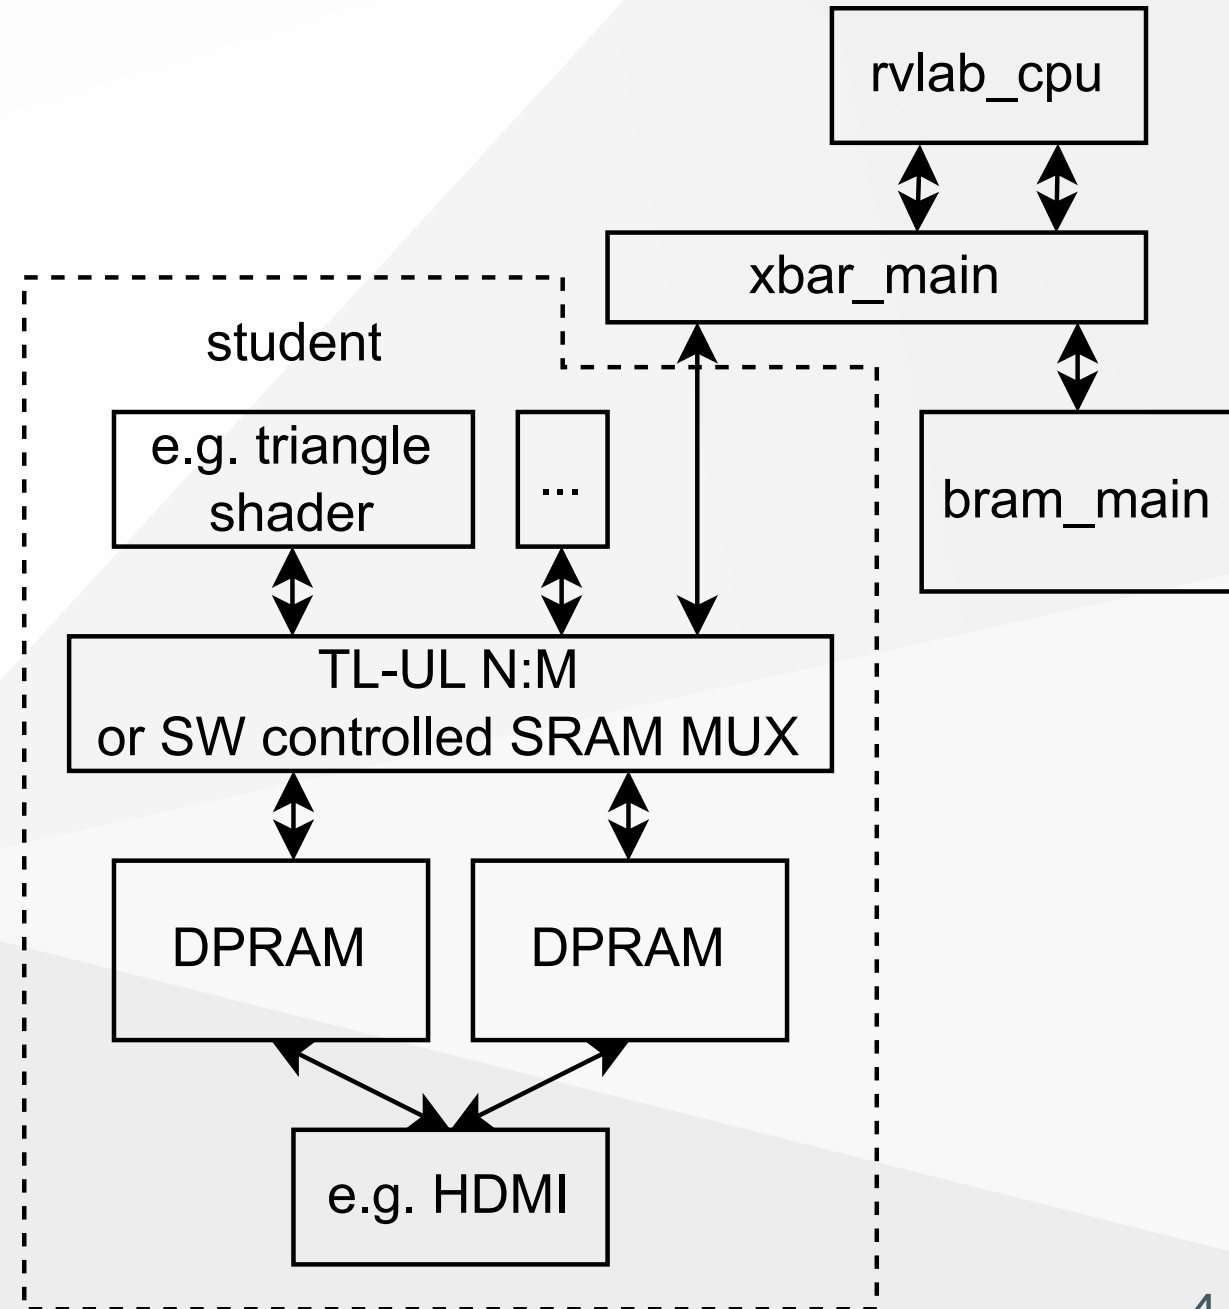 rvlab_cpu
xbar_main
student
e.g. triangle
shader
...
bram_main
TL-UL N:M
or SW controlled SRAM MUX
DPRAM
DPRAM
e.g. HDMI